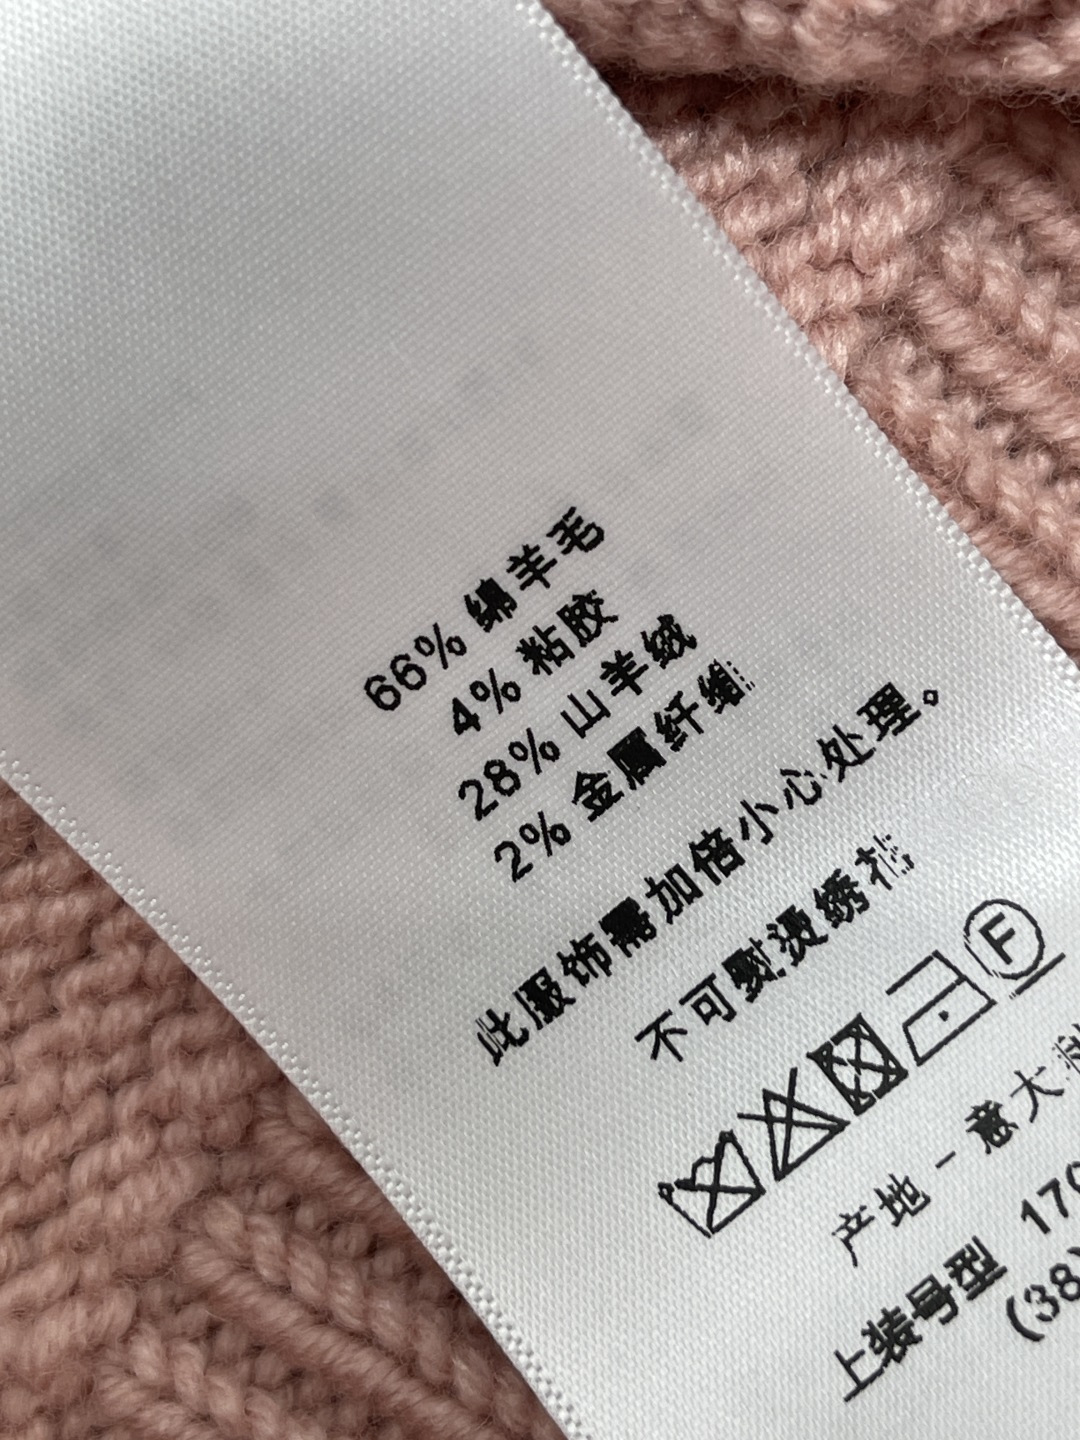 66% 绵羊毛
4% 粘胶
28% 山羊绒
2% 金属纤维
此服饰需加倍小心处理。
不可熨烫绣花
F
产地 - 意大利
上装号型 170
(38)